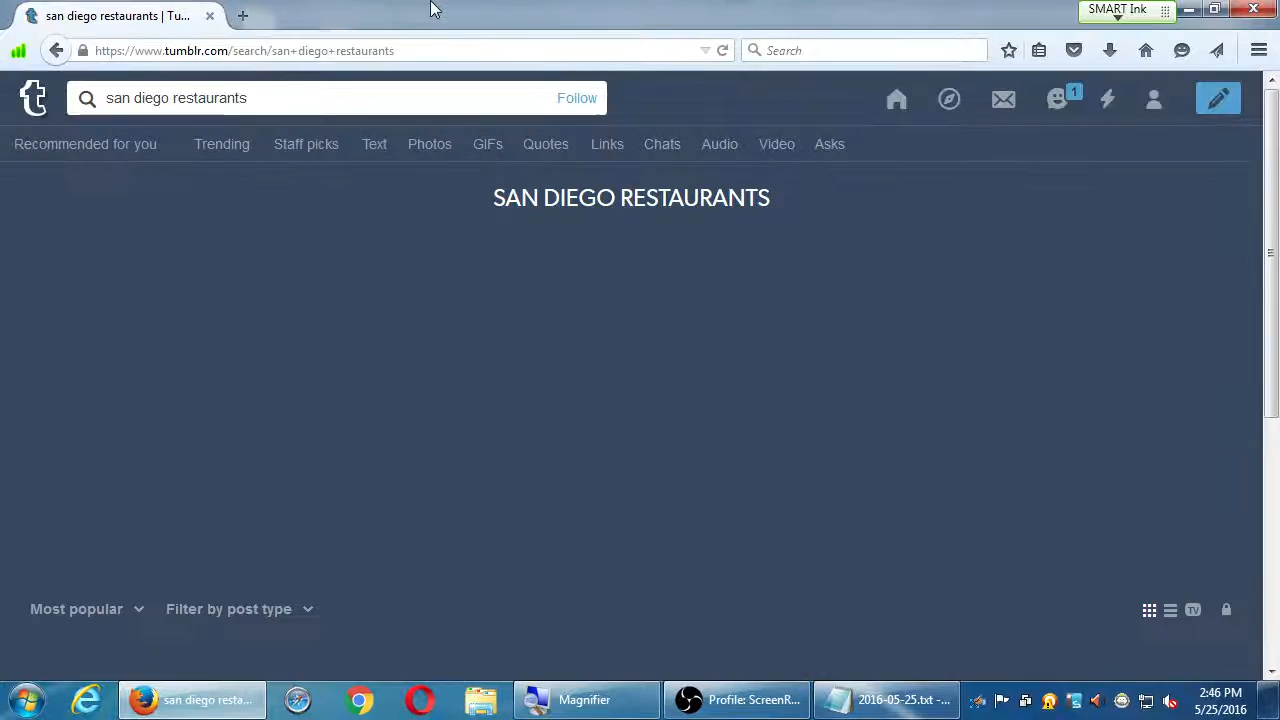 san diego restaurants | Tu...
SMART Ink
https://www.tumblr.com/search/san+diego+restaurants
Search
san diego restaurants
Follow
1
Recommended for you
Trending
Staff picks
Text
Photos
GIFs
Quotes
Links
Chats
Audio
Video
Asks
SAN DIEGO RESTAURANTS
Most popular
Filter by post type
TV
san diego resta...
Magnifier
Profile: ScreenR...
2016-05-25.txt -...
2:46 PM
5/25/2016